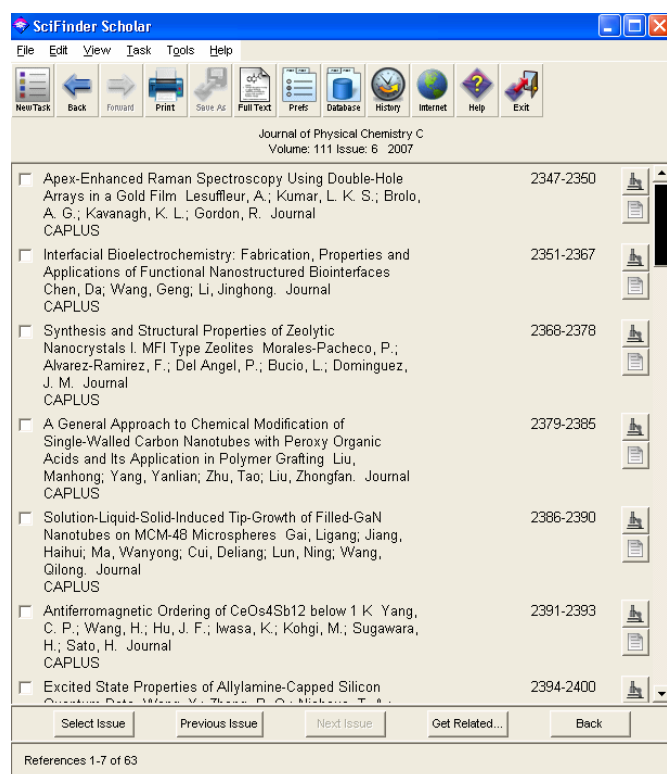 SciFinder Scholar
File Edit View Task Tools Help
New Task Back Forward Print Save As Full Text Prefs Database History Internet Help Exit
Journal of Physical Chemistry C
Volume: 111 Issue: 6 2007
Apex-Enhanced Raman Spectroscopy Using Double-Hole 2347-2350
Arrays in a Gold Film Lesuffleur, A.; Kumar, L. K. S.; Brolo,
A. G.; Kavanagh, K. L.; Gordon, R. Journal
CAPLUS
Interfacial Bioelectrochemistry: Fabrication, Properties and 2351-2367
Applications of Functional Nanostructured Biointerfaces
Chen, Da; Wang, Geng; Li, Jinghong. Journal
CAPLUS
Synthesis and Structural Properties of Zeolytic 2368-2378
Nanocrystals I. MFI Type Zeolites Morales-Pacheco, P.;
Alvarez-Ramirez, F.; Del Angel, P.; Bucio, L.; Dominguez,
J. M. Journal
CAPLUS
A General Approach to Chemical Modification of 2379-2385
Single-Walled Carbon Nanotubes with Peroxy Organic
Acids and Its Application in Polymer Grafting Liu,
Manhong; Yang, Yanlian; Zhu, Tao; Liu, Zhongfan. Journal
CAPLUS
Solution-Liquid-Solid-Induced Tip-Growth of Filled-GaN 2386-2390
Nanotubes on MCM-48 Microspheres Gai, Ligang; Jiang,
Haihui; Ma, Wanyong; Cui, Deliang; Lun, Ning; Wang,
Qilong. Journal
CAPLUS
Antiferromagnetic Ordering of CeOs4Sb12 below 1 K Yang, 2391-2393
C. P.; Wang, H.; Hu, J. F.; Iwasa, K.; Kohgi, M.; Sugawara,
H.; Sato, H. Journal
CAPLUS
Excited State Properties of Allylamine-Capped Silicon 2394-2400
Select Issue Previous Issue Next Issue Get Related... Back
References 1-7 of 63